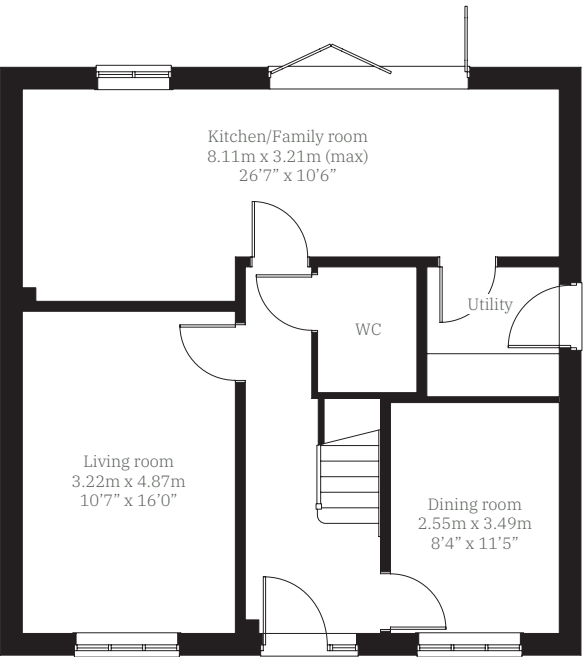 Kitchen/Family room
8.11m x 3.21m (max)
26’7” x 10’6”
Utility
WC
Living room
3.22m x 4.87m
10’7” x 16’0”
Dining room
2.55m x 3.49m
8’4” x 11’5”